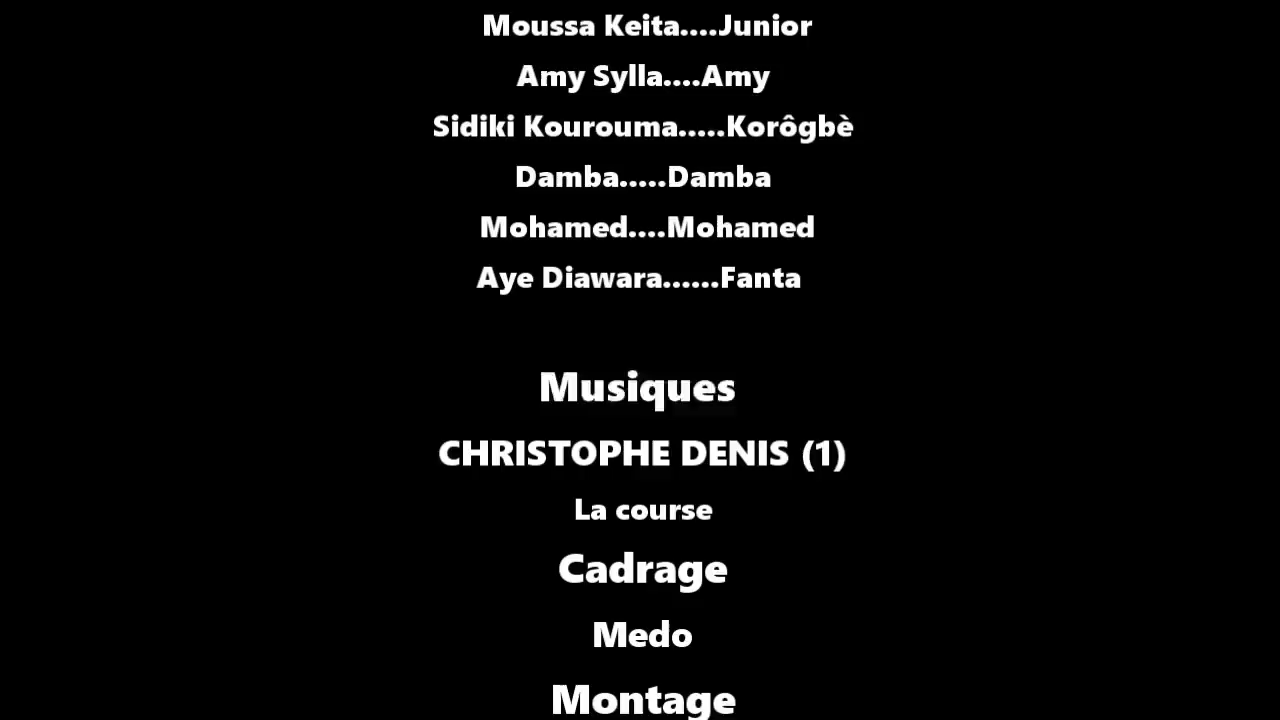 Moussa Keita....Junior
Amy Sylla....Amy
Sidiki Kourouma.....Korôgbè
Damba.....Damba
Mohamed....Mohamed
Aye Diawara......Fanta
Musiques
CHRISTOPHE DENIS (1)
La course
Cadrage
Medo
Montage